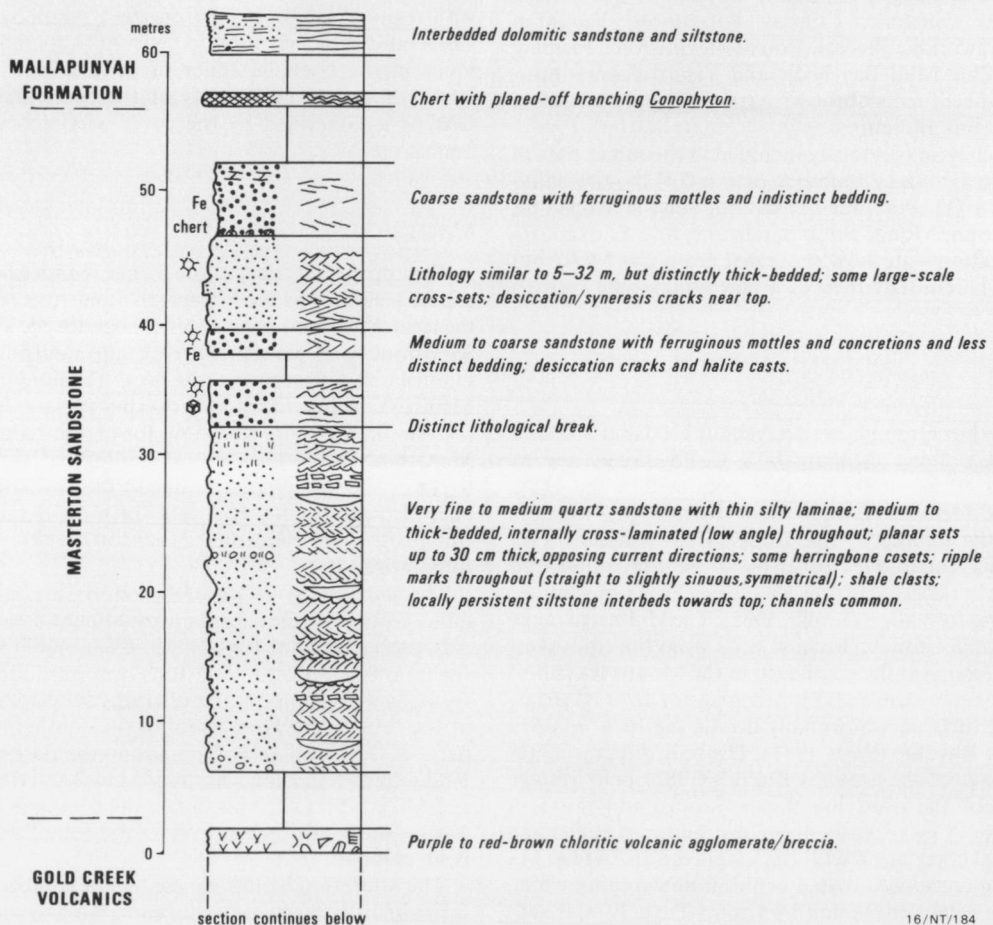 metres
60
Interbedded dolomitic sandstone and siltstone.
MALLAPUNYAH
FORMATION
Chert with planed-off branching Conophyton.
50
Fe
chert
Coarse sandstone with ferruginous mottles and indistinct bedding.
Lithology similar to 5–32 m, but distinctly thick-bedded; some large-scale
cross-sets; desiccation/syneresis cracks near top.
40
Fe
Medium to coarse sandstone with ferruginous mottles and concretions and less
distinct bedding; desiccation cracks and halite casts.
MASTERTON SANDSTONE
Distinct lithological break.
30
Very fine to medium quartz sandstone with thin silty laminae; medium to
thick-bedded, internally cross-laminated (low angle) throughout; planar sets
up to 30 cm thick, opposing current directions; some herringbone cosets; ripple
marks throughout (straight to slightly sinuous, symmetrical); shale clasts;
locally persistent siltstone interbeds towards top; channels common.
20
10
0
Purple to red-brown chloritic volcanic agglomerate/breccia.
GOLD CREEK
VOLCANICS
section continues below
16/NT/184